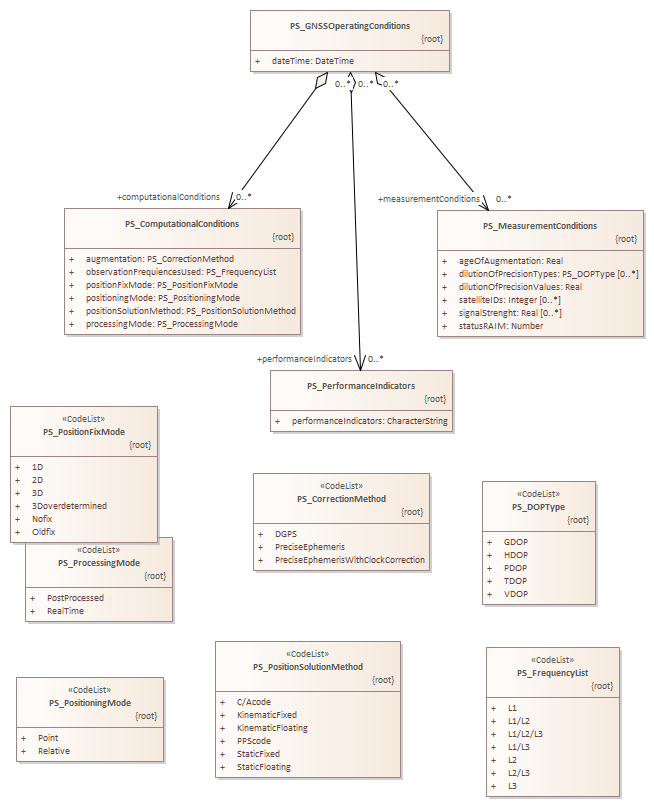 PS_GNSSOperatingConditions
{root}
+ dateTime: DateTime
0..* 0..* 0..*
+computationalConditions 0..*
+measurementConditions 0..*
PS_ComputationalConditions
{root}
+ augmentation: PS_CorrectionMethod
+ observationFrequiencesUsed: PS_FrequencyList
+ positionFixMode: PS_PositionFixMode
+ positioningMode: PS_PositioningMode
+ positionSolutionMethod: PS_PositionSolutionMethod
+ processingMode: PS_ProcessingMode
PS_MeasurementConditions
{root}
+ ageOfAugmentation: Real
+ dilutionOfPrecisionTypes: PS_DOPType [0..*]
+ dilutionOfPrecisionValues: Real
+ satelliteIDs: Integer [0..*]
+ signalStrenght: Real [0..*]
+ statusRAIM: Number
+performanceIndicators 0..*
PS_PerformanceIndicators
{root}
+ performanceIndicators: CharacterString
«CodeList»
PS_PositionFixMode
{root}
+ 1D
+ 2D
+ 3D
+ 3Doverdetermined
+ Nofix
+ Oldfix
«CodeList»
PS_ProcessingMode
{root}
+ PostProcessed
+ RealTime
«CodeList»
PS_CorrectionMethod
{root}
+ DGPS
+ PreciseEphemeris
+ PreciseEphemerisWithClockCorrection
«CodeList»
PS_DOPType
{root}
+ GDOP
+ HDOP
+ PDOP
+ TDOP
+ VDOP
«CodeList»
PS_PositioningMode
{root}
+ Point
+ Relative
«CodeList»
PS_PositionSolutionMethod
{root}
+ C/Acode
+ KinematicFixed
+ KinematicFloating
+ PPScode
+ StaticFixed
+ StaticFloating
«CodeList»
PS_FrequencyList
{root}
+ L1
+ L1/L2
+ L1/L2/L3
+ L1/L3
+ L2
+ L2/L3
+ L3